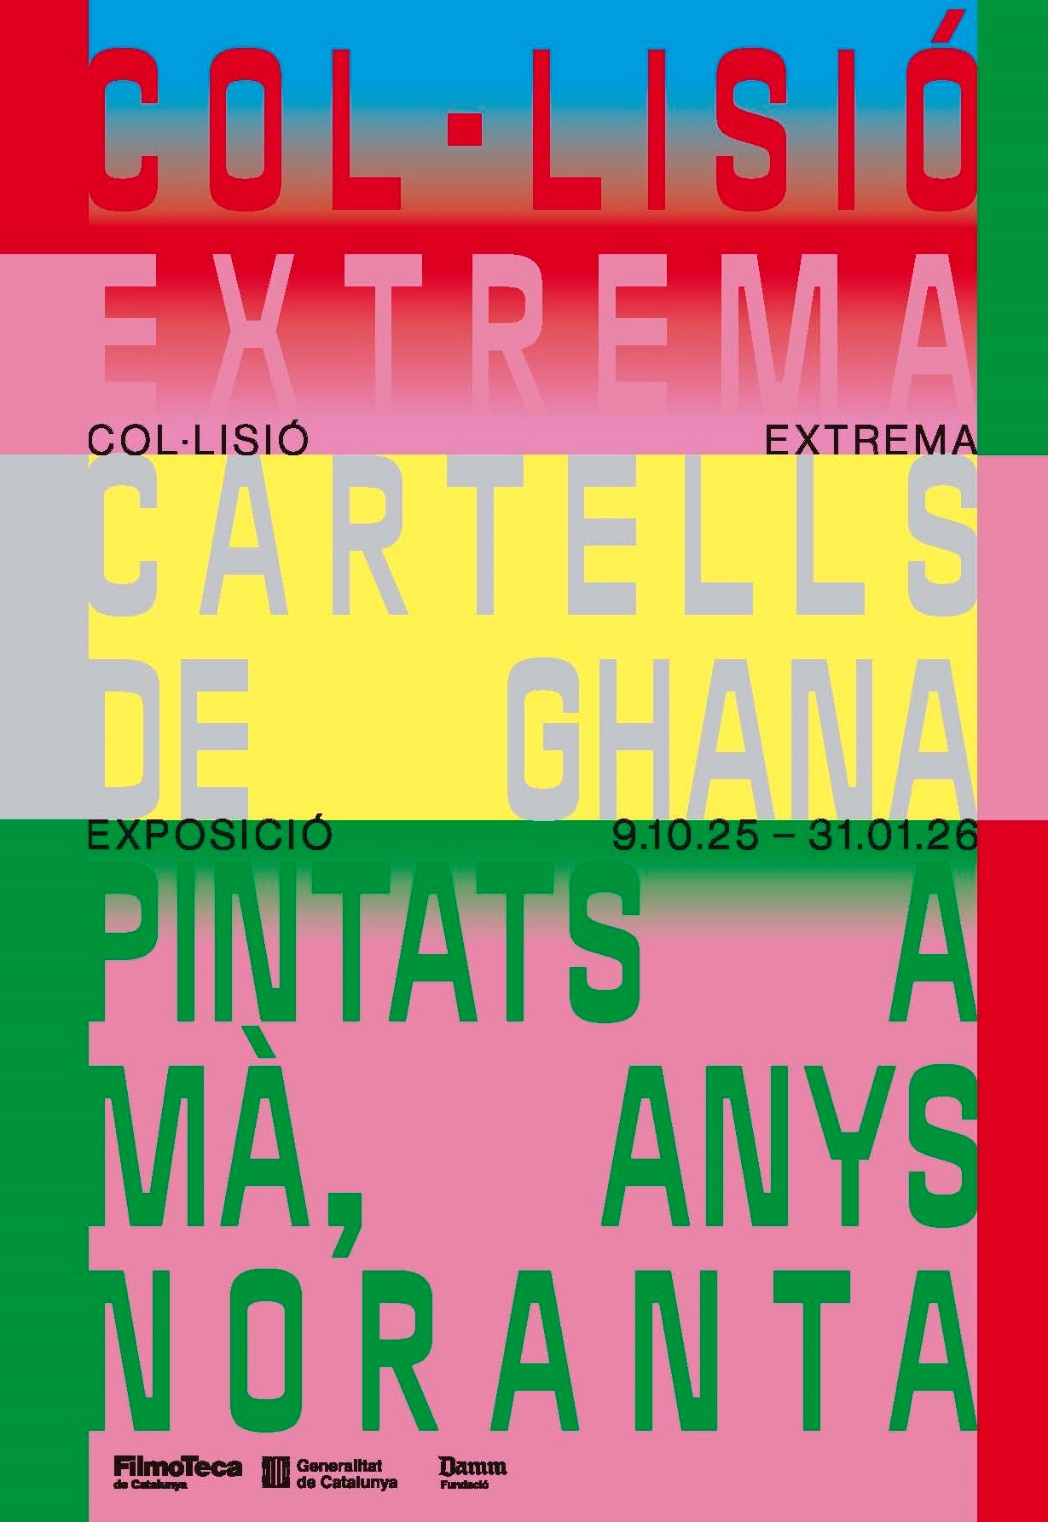 COL·LISIÓ
EXTREMA
COL·LISIÓ EXTREMA
CARTELLS
DE GHANA
EXPOSICIÓ 9.10.25 – 31.01.26
PINTATS A
MÀ, ANYS
NORANTA
FilmoTeca
de Catalunya
Generalitat
de Catalunya
Damm
Fundació